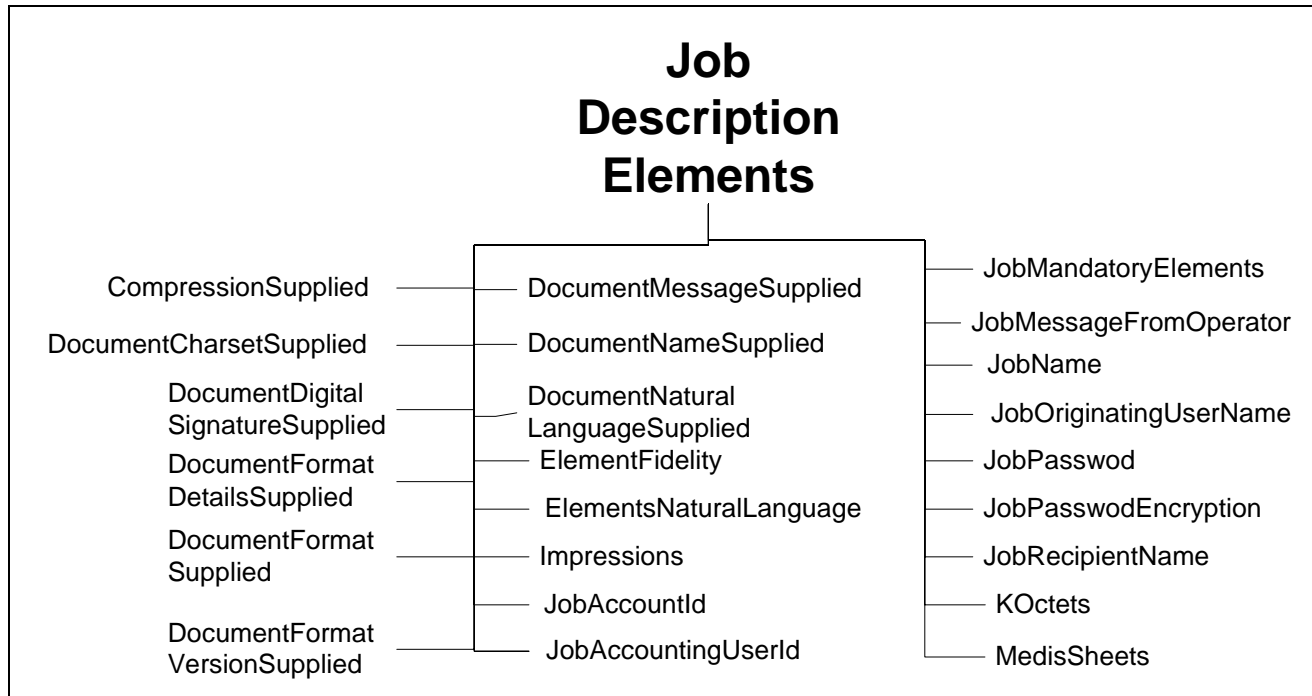 Job
Description
Elements
CompressionSupplied
DocumentCharsetSupplied
DocumentDigital
SignatureSupplied
DocumentFormat
DetailsSupplied
DocumentFormat
Supplied
DocumentFormat
VersionSupplied
DocumentMessageSupplied
DocumentNameSupplied
DocumentNatural
LanguageSupplied
ElementFidelity
ElementsNaturalLanguage
Impressions
JobAccountId
JobAccountingUserId
JobMandatoryElements
JobMessageFromOperator
JobName
JobOriginatingUserName
JobPasswod
JobPasswodEncryption
JobRecipientName
KOctets
MedisSheets